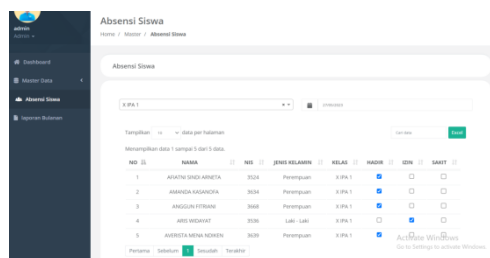 admin
Admin
Dashboard
Master Data
Absensi Siswa
laporan Bulanan
Absensi Siswa
Home / Master / Absensi Siswa
Absensi Siswa
X IPA 1
Tampilkan 10 data per halaman
Excel
Menampilkan data 1 sampai 5 dari 5 data.
NO NAMA NIS JENIS KELAMIN KELAS HADIR IZIN SAKIT
1 AFIATNI SINDI ARNETA 3524 Perempuan X IPA 1
2 AMANDA KASANDFA 3634 Perempuan X IPA 1
3 ANGGUN FITRIANI 3668 Perempuan X IPA 1
4 ARIS WIDAYAT 3536 Laki - Laki X IPA 1
5 AVERISTA MENA NDIKEN 3639 Perempuan X IPA 1
Pertama Sebelum 1 Sesudah Terakhir
Activate Windows
Go to Settings to activate Windows.